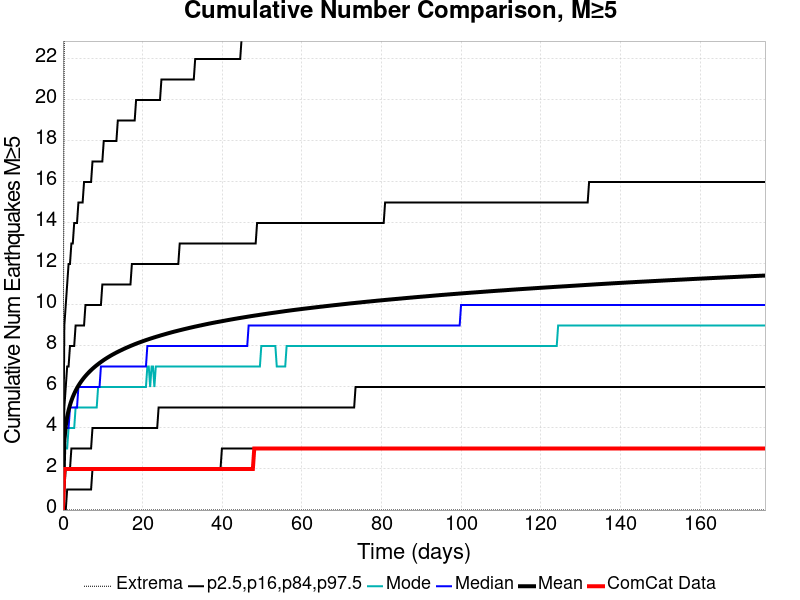 Cumulative Number Comparison, M≥5
Cumulative Num Earthquakes M≥5
22
20
18
16
14
12
10
8
6
4
2
0
0 20 40 60 80 100 120 140 160
Time (days)
Extrema p2.5,p16,p84,p97.5 Mode Median Mean ComCat Data